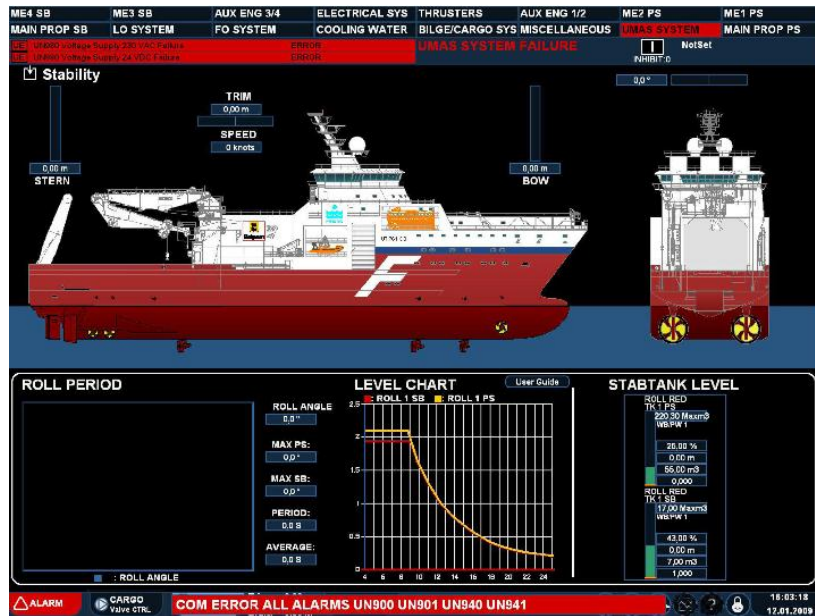 ME4 SB ME3 SB AUX ENG 3/4 ELECTRICAL SYS THRUSTERS AUX ENG 1/2 ME2 PS ME1 PS
MAIN PROP SB LO SYSTEM FO SYSTEM COOLING WATER BILGE/CARGO SYS MISCELLANEOUS UMAS SYSTEM MAIN PROP PS
Voltage Supply 230 VAC Failure ERROR
Voltage Supply 24 VDC Failure ERROR
UMAS SYSTEM FAILURE
INHIBIT:0
NotSet
Stability
0,0 °
TRIM
0,00 m
SPEED
0 knots
0,00 m
STERN
0,00 m
BOW
F
ROLL PERIOD
ROLL ANGLE
0,0 °
MAX PS:
0,0 °
MAX SB:
0,0 °
PERIOD:
0,0 S
AVERAGE:
0,0 S
: ROLL ANGLE
LEVEL CHART
User Guide
: ROLL 1 SB : ROLL 1 PS
2.5
2
1.5
1
0.5
0
4 6 8 10 12 14 16 18 20 22 24
STABTANK LEVEL
ROLL RED
TK 1 PS
220,30 Maxm3
WB/PW 1
26,00 %
0,00 m
55,00 m3
0,000
ROLL RED
TK 1 SB
17,00 Maxm3
WB/PW 1
43,00 %
0,00 m
7,00 m3
1,000
ALARM
CARGO
Valve CTRL
COM ERROR ALL ALARMS UN900 UN901 UN940 UN941
?
16:03:18
12.01.2009